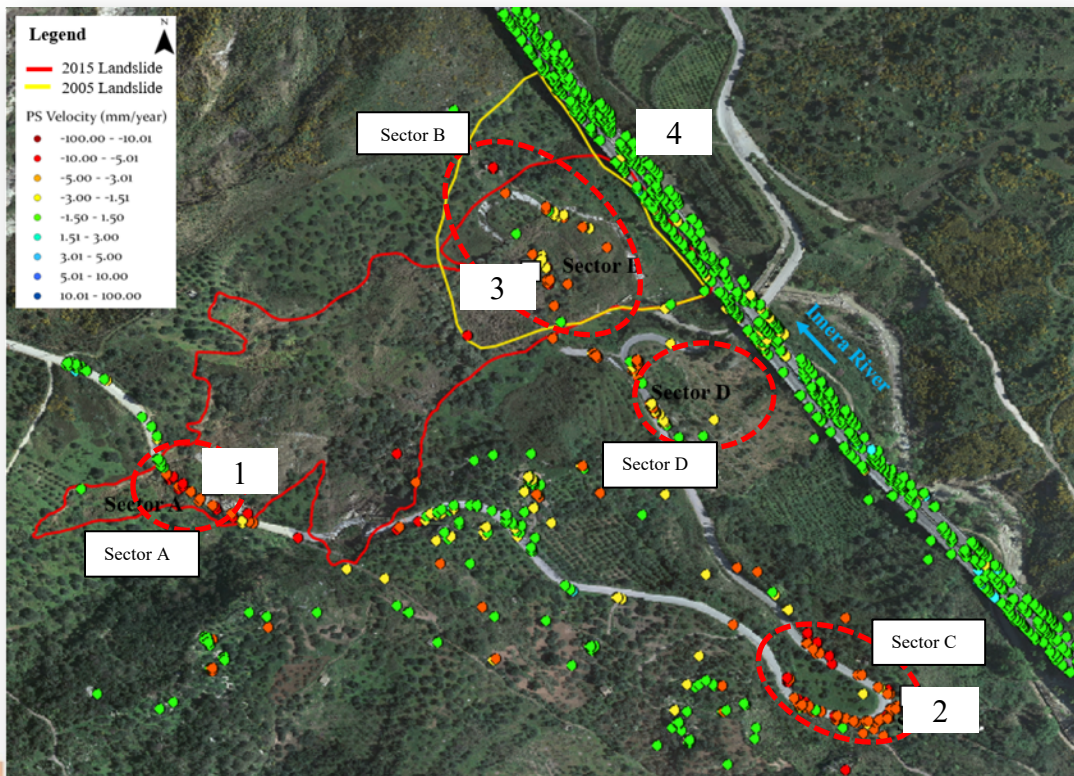 Legend
N
2015 Landslide
2005 Landslide
PS Velocity (mm/year)
-100.00 - -10.01
-10.00 - -5.01
-5.00 - -3.01
-3.00 - -1.51
-1.50 - 1.50
1.51 - 3.00
3.01 - 5.00
5.01 - 10.00
10.01 - 100.00
Sector B
4
Sector B
3
Imera River
Sector D
Sector D
1
Sector A
Sector A
Sector C
2